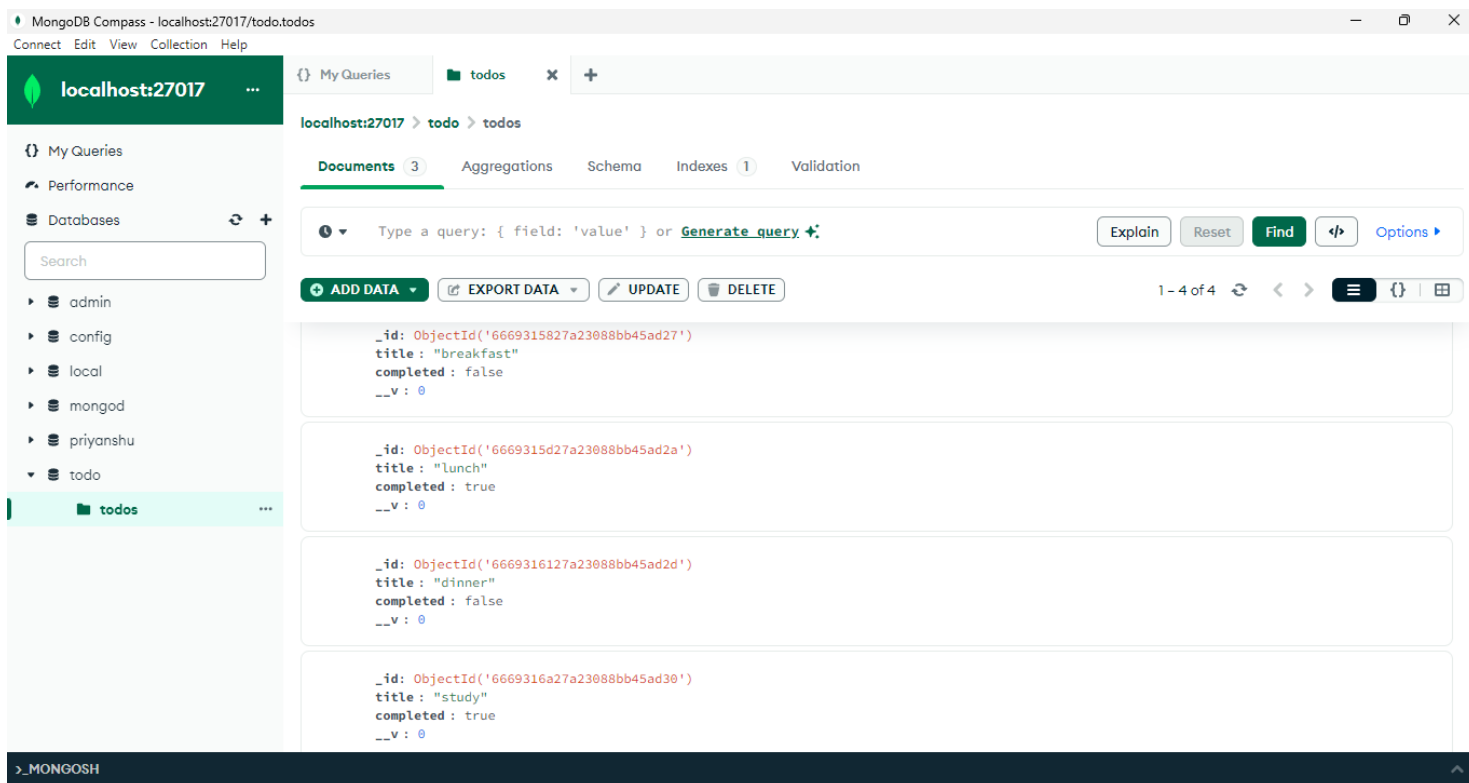 MongoDB Compass - localhost:27017/todo.todos
Connect Edit View Collection Help
localhost:27017 ...
{} My Queries
Performance
Databases
Search
admin
config
local
mongod
priyanshu
todo
todos ...
{} My Queries todos
localhost:27017 > todo > todos
Documents 3 Aggregations Schema Indexes 1 Validation
Type a query: { field: 'value' } or Generate query
Explain Reset Find </> Options
ADD DATA EXPORT DATA UPDATE DELETE
1 – 4 of 4 {}
_id: ObjectId('6669315827a23088bb45ad27')
title : "breakfast"
completed : false
__v : 0
_id: ObjectId('6669315d27a23088bb45ad2a')
title : "lunch"
completed : true
__v : 0
_id: ObjectId('6669316127a23088bb45ad2d')
title : "dinner"
completed : false
__v : 0
_id: ObjectId('6669316a27a23088bb45ad30')
title : "study"
completed : true
__v : 0
>_MONGOSH